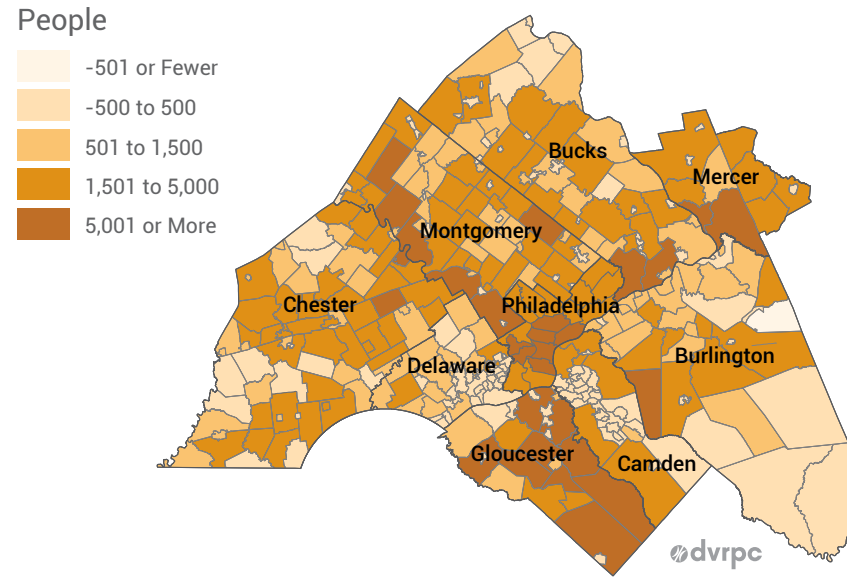 People
-501 or Fewer
-500 to 500
501 to 1,500
1,501 to 5,000
5,001 or More
Bucks
Mercer
Montgomery
Chester
Philadelphia
Delaware
Burlington
Gloucester
Camden
dvrpc